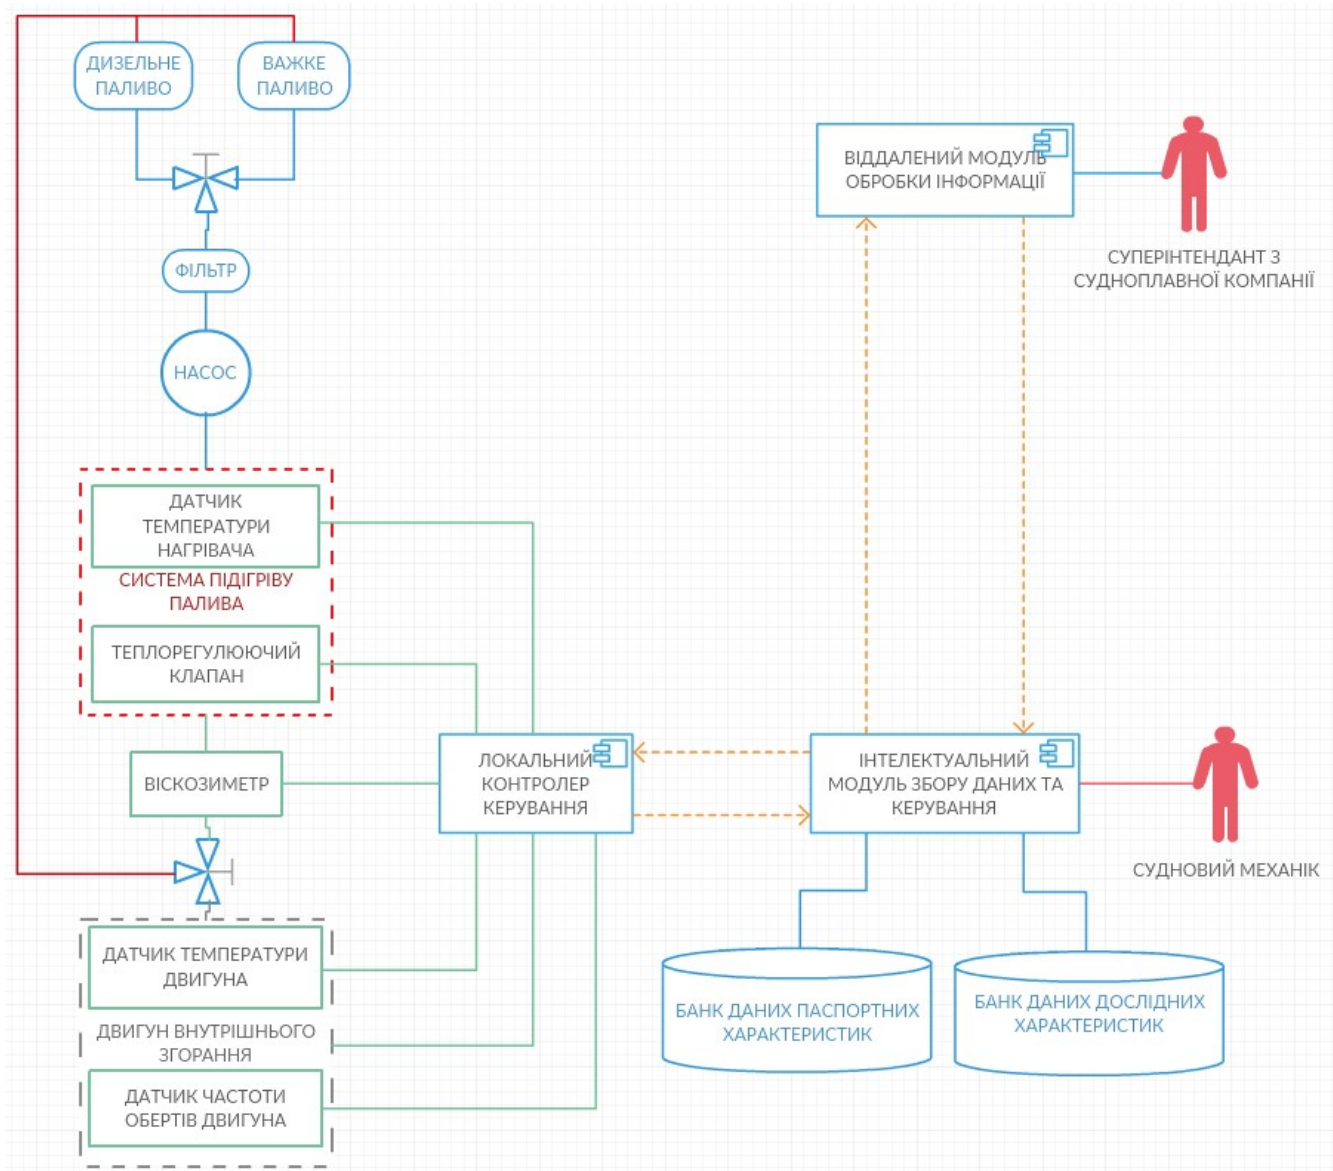 ДИЗЕЛЬНЕ
ПАЛИВО
ВАЖКЕ
ПАЛИВО
ФІЛЬТР
НАСОС
ДАТЧИК
ТЕМПЕРАТУРИ
НАГРІВАЧА
СИСТЕМА ПІДІГРІВУ
ПАЛИВА
ТЕПЛОРЕГУЛЮЮЧИЙ
КЛАПАН
ВІСКОЗИМЕТР
ДАТЧИК ТЕМПЕРАТУРИ
ДВИГУНА
ДВИГУН ВНУТРІШНЬОГО
ЗГОРАННЯ
ДАТЧИК ЧАСТОТИ
ОБЕРТІВ ДВИГУНА
ЛОКАЛЬНИЙ
КОНТРОЛЕР
КЕРУВАННЯ
ВІДДАЛЕНИЙ МОДУЛЬ
ОБРОБКИ ІНФОРМАЦІЇ
СУПЕРІНТЕНДАНТ З
СУДНОПЛАВНОЇ КОМПАНІЇ
ІНТЕЛЕКТУАЛЬНИЙ
МОДУЛЬ ЗБОРУ ДАНИХ ТА
КЕРУВАННЯ
СУДНОВИЙ МЕХАНІК
БАНК ДАНИХ ПАСПОРТНИХ
ХАРАКТЕРИСТИК
БАНК ДАНИХ ДОСЛІДНИХ
ХАРАКТЕРИСТИК